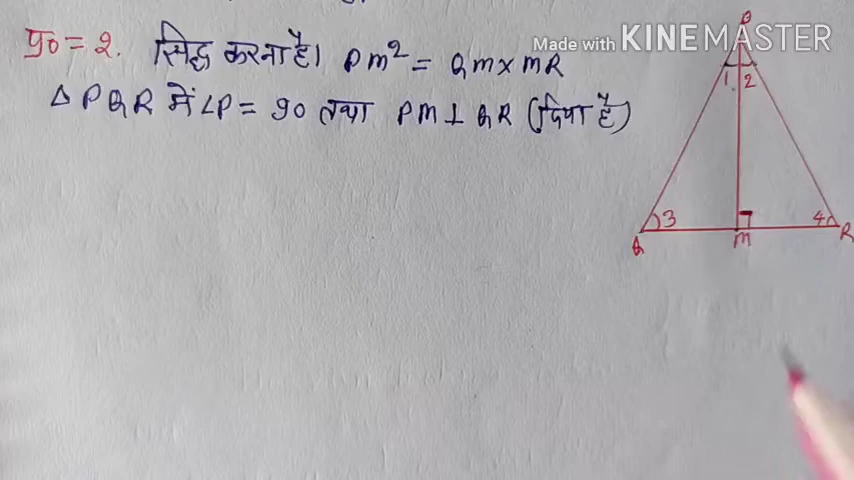 प्र० = 2. सिद्ध करना है। PM² = QM × MR
Δ PQR में ∠P = 90 तथा PM ⊥ QR (दिया है)
Made with KINEMASTER
P
1 2
3 4
Q M R